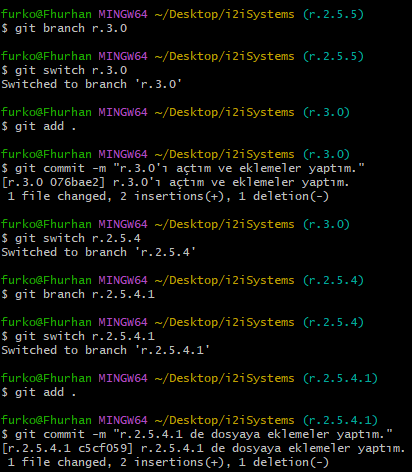 furko@Fhurhan MINGW64 ~/Desktop/i2iSystems (r.2.5.5)
$ git branch r.3.0
furko@Fhurhan MINGW64 ~/Desktop/i2iSystems (r.2.5.5)
$ git switch r.3.0
Switched to branch 'r.3.0'
furko@Fhurhan MINGW64 ~/Desktop/i2iSystems (r.3.0)
$ git add .
furko@Fhurhan MINGW64 ~/Desktop/i2iSystems (r.3.0)
$ git commit -m "r.3.0'ı açtım ve eklemeler yaptım."
[r.3.0 076bae2] r.3.0'ı açtım ve eklemeler yaptım.
1 file changed, 2 insertions(+), 1 deletion(-)
furko@Fhurhan MINGW64 ~/Desktop/i2iSystems (r.3.0)
$ git switch r.2.5.4
Switched to branch 'r.2.5.4'
furko@Fhurhan MINGW64 ~/Desktop/i2iSystems (r.2.5.4)
$ git branch r.2.5.4.1
furko@Fhurhan MINGW64 ~/Desktop/i2iSystems (r.2.5.4)
$ git switch r.2.5.4.1
Switched to branch 'r.2.5.4.1'
furko@Fhurhan MINGW64 ~/Desktop/i2iSystems (r.2.5.4.1)
$ git add .
furko@Fhurhan MINGW64 ~/Desktop/i2iSystems (r.2.5.4.1)
$ git commit -m "r.2.5.4.1 de dosyaya eklemeler yaptım."
[r.2.5.4.1 c5cf059] r.2.5.4.1 de dosyaya eklemeler yaptım.
1 file changed, 2 insertions(+), 1 deletion(-)